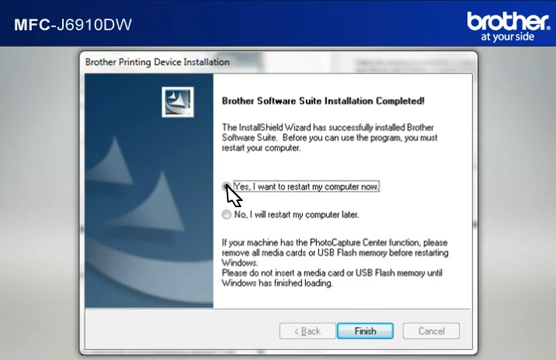 MFC-J6910DW
brother
at your side
Brother Printing Device Installation
Brother Software Suite Installation Completed!
The InstallShield Wizard has successfully installed Brother
Software Suite. Before you can use the program, you must
restart your computer.
Yes, I want to restart my computer now.
No, I will restart my computer later.
If your machine has the PhotoCapture Center function, please
remove all media cards or USB Flash memory before restarting
Windows.
Please do not insert a media card or USB Flash memory until
Windows has finished loading.
< Back
Finish
Cancel